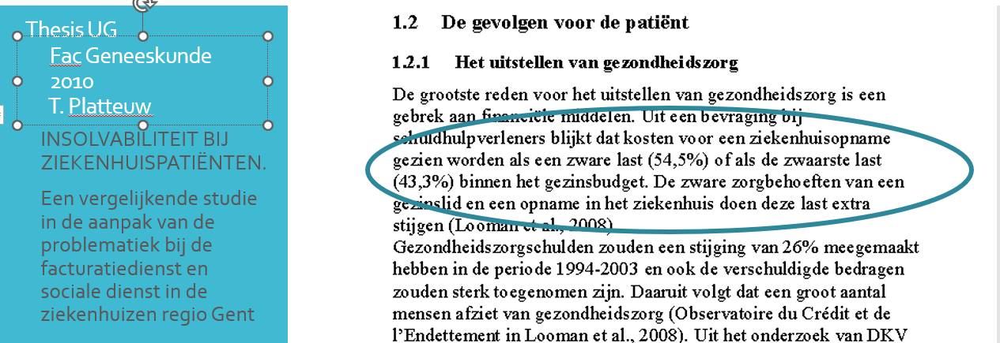 Thesis UG
Fac Geneeskunde
2010
T. Platteuw
INSOLVABILITEIT BIJ
ZIEKENHUISPATIËNTEN.
Een vergelijkende studie
in de aanpak van de
problematiek bij de
facturatiedienst en
sociale dienst in de
ziekenhuizen regio Gent
1.2 De gevolgen voor de patiënt
1.2.1 Het uitstellen van gezondheidszorg
De grootste reden voor het uitstellen van gezondheidszorg is een
gebrek aan financiële middelen. Uit een bevraging bij
schuldhulpverleners blijkt dat kosten voor een ziekenhuisopname
gezien worden als een zware last (54,5%) of als de zwaarste last
(43,3%) binnen het gezinsbudget. De zware zorgbehoeften van een
gezinslid en een opname in het ziekenhuis doen deze last extra
stijgen (Looman et al., 2008)
Gezondheidszorgschulden zouden een stijging van 26% meegemaakt
hebben in de periode 1994-2003 en ook de verschuldigde bedragen
zouden sterk toegenomen zijn. Daaruit volgt dat een groot aantal
mensen afziet van gezondheidszorg (Observatoire du Crédit et de
l’Endettement in Looman et al., 2008). Uit het onderzoek van DKV